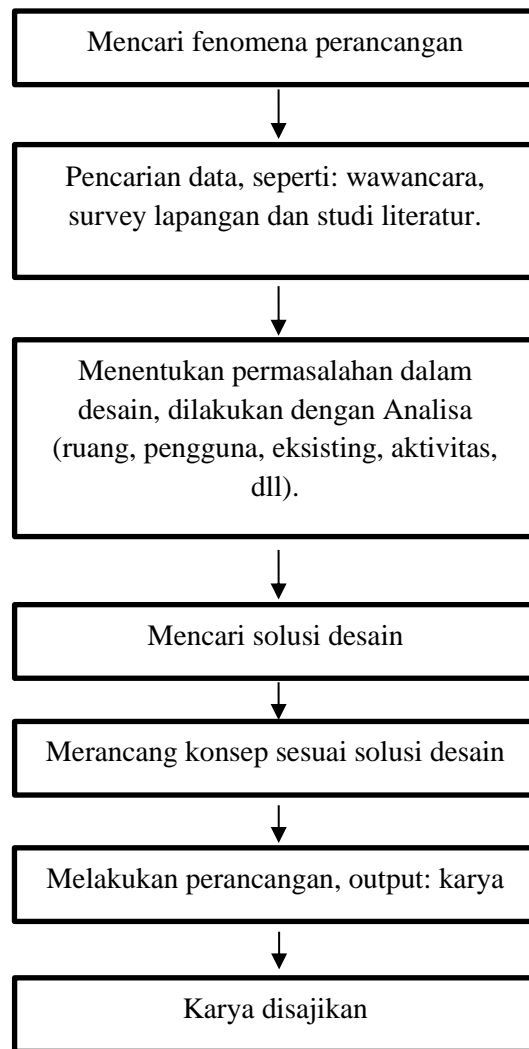 Mencari fenomena perancangan
Pencarian data, seperti: wawancara,
survey lapangan dan studi literatur.
Menentukan permasalahan dalam
desain, dilakukan dengan Analisa
(ruang, pengguna, eksisting, aktivitas,
dll).
Mencari solusi desain
Merancang konsep sesuai solusi desain
Melakukan perancangan, output: karya
Karya disajikan